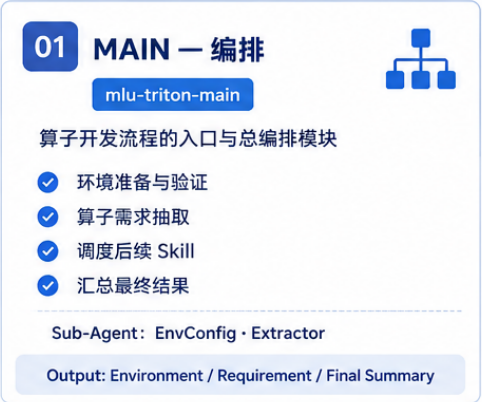 01
MAIN — 编排
mlu-triton-main
算子开发流程的入口与总编排模块
环境准备与验证
算子需求抽取
调度后续 Skill
汇总最终结果
Sub-Agent： EnvConfig · Extractor
Output: Environment / Requirement / Final Summary